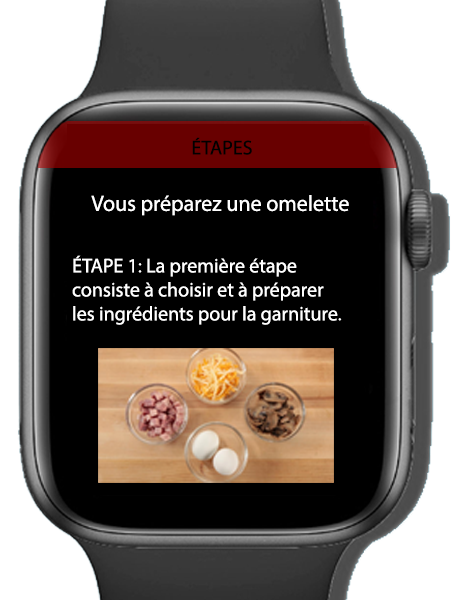 ÉTAPES
Vous préparez une omelette
ÉTAPE 1: La première étape
consiste à choisir et à préparer
les ingrédients pour la garniture.